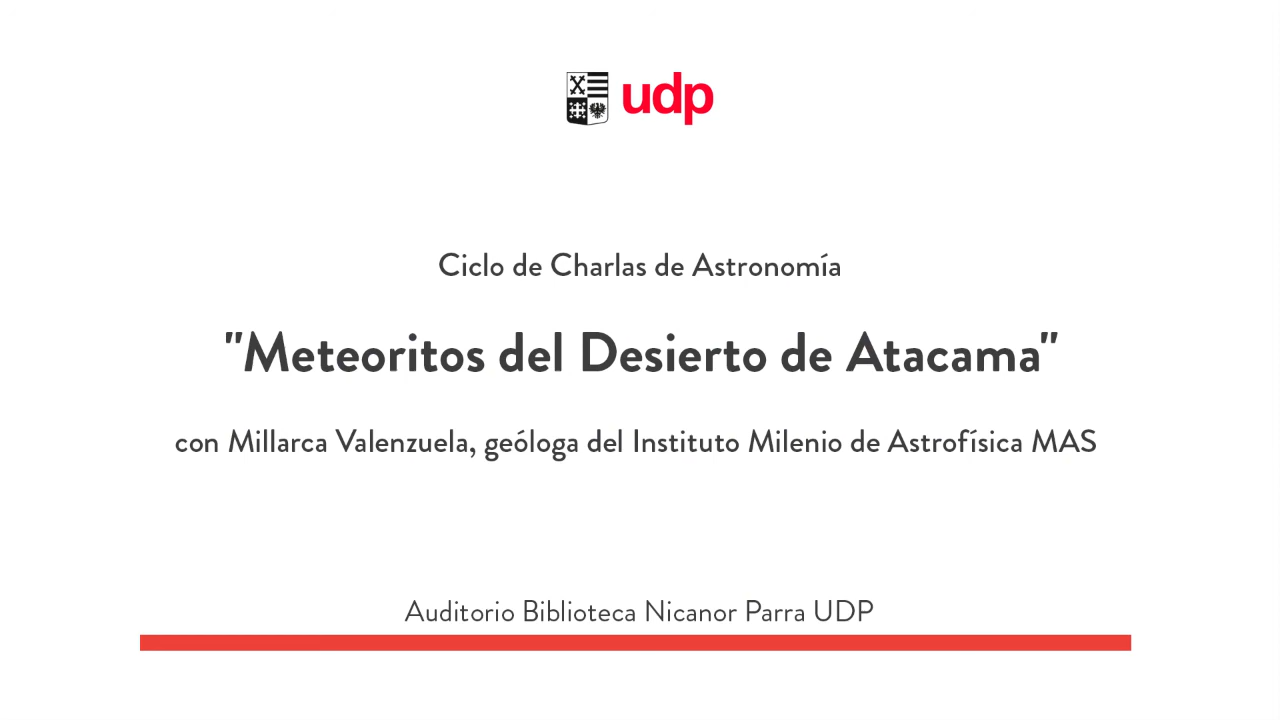 udp
Ciclo de Charlas de Astronomía
"Meteoritos del Desierto de Atacama"
con Millarca Valenzuela, geóloga del Instituto Milenio de Astrofísica MAS
Auditorio Biblioteca Nicanor Parra UDP